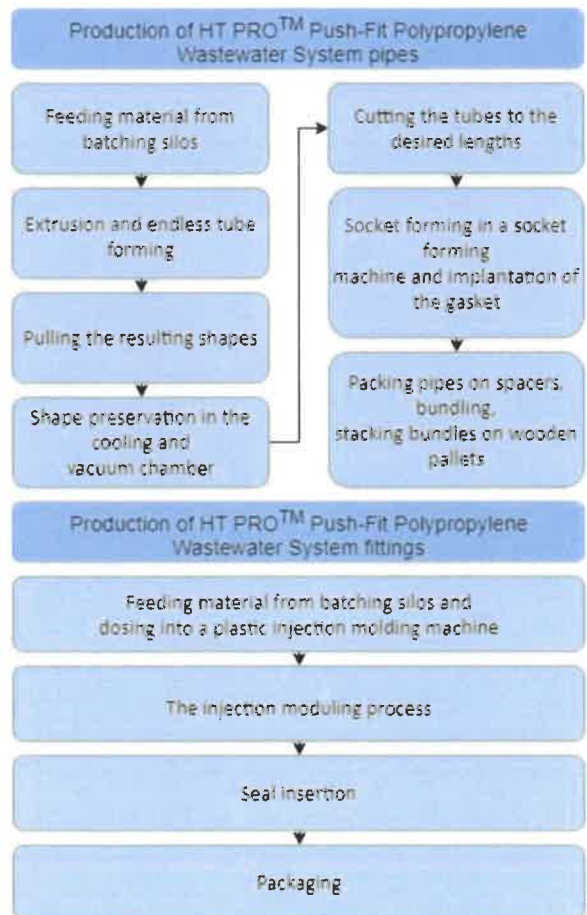 Production of HT PRO™ Push-Fit Polypropylene
Wastewater System pipes
Feeding material from
batching silos
Extrusion and endless tube
forming
Pulling the resulting shapes
Shape preservation in the
cooling and
vacuum chamber
Cutting the tubes to the
desired lengths
Socket forming in a socket
forming
machine and implantation of
the gasket
Packing pipes on spacers,
bundling,
stacking bundles on wooden
pallets
Production of HT PRO™ Push-Fit Polypropylene
Wastewater System fittings
Feeding material from batching silos and
dosing into a plastic injection molding machine
The injection moduling process
Seal insertion
Packaging